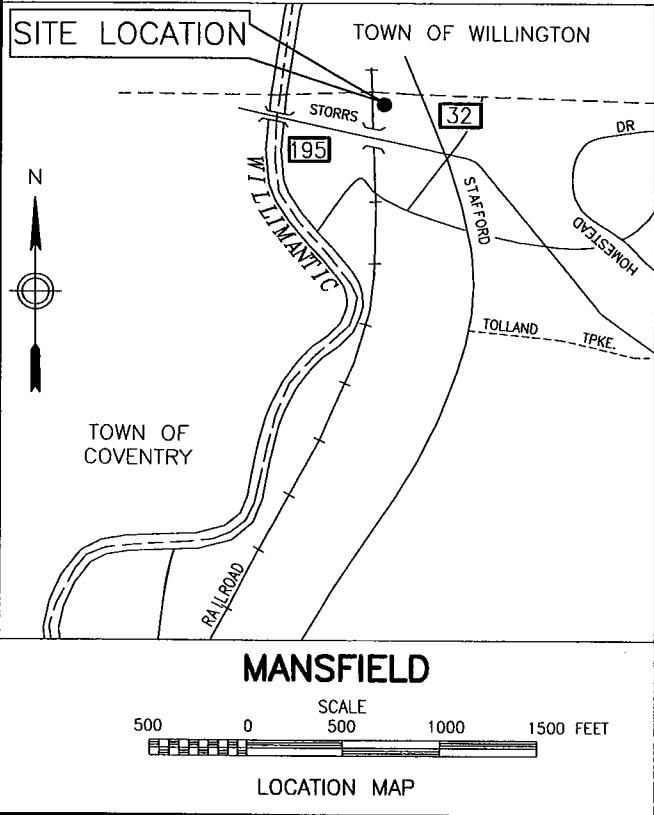 SITE LOCATION
TOWN OF WILLINGTON
STORRS
32
DR
195
N
WILLIMANTIC
STAFFORD
HOMESTEAD
TOLLAND TPKE.
TOWN OF
COVENTRY
RAILROAD
MANSFIELD
SCALE
500 0 500 1000 1500 FEET
LOCATION MAP